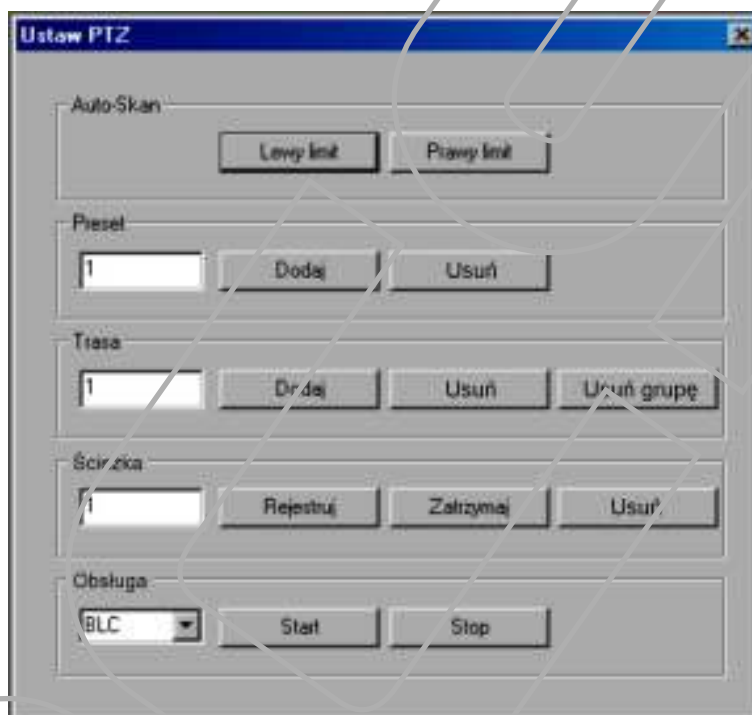 Ustaw PTZ
Auto-Skan
Lewy limit Prawy limit
Preset
1 Dodaj Usuń
Trasa
1 Dodaj Usuń Usuń grupę
Ścieżka
1 Rejestruj Zatrzymaj Usuń
Obsługa
BLC Start Stop